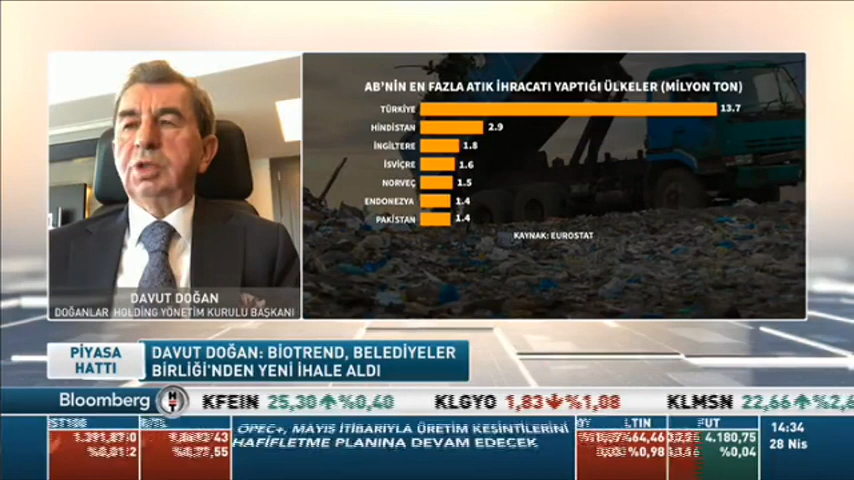 AB'NİN EN FAZLA ATIK İHRACATI YAPTIĞI ÜLKELER (MİLYON TON)
TÜRKİYE 13.7
HİNDİSTAN 2.9
İNGİLTERE 1.8
İSVİÇRE 1.6
NORVEÇ 1.5
ENDONEZYA 1.4
PAKİSTAN 1.4
KAYNAK: EUROSTAT
DAVUT DOĞAN
DOĞANLAR HOLDİNG YÖNETİM KURULU BAŞKANI
PİYASA
HATTI
DAVUT DOĞAN: BIOTREND, BELEDİYELER
BİRLİĞİ'NDEN YENİ İHALE ALDI
Bloomberg HT
KFEIN 25,30 %0,40 KLGYO 1,83 %1,08 KLMSN 22,66
OPEC+, MAYIS İTİBARIYLA ÜRETİM KESİNTİLERİNİ
HAFİFLETME PLANINA DEVAM EDECEK
4.180,75
%0,98
%0,04
14:34
28 Nis